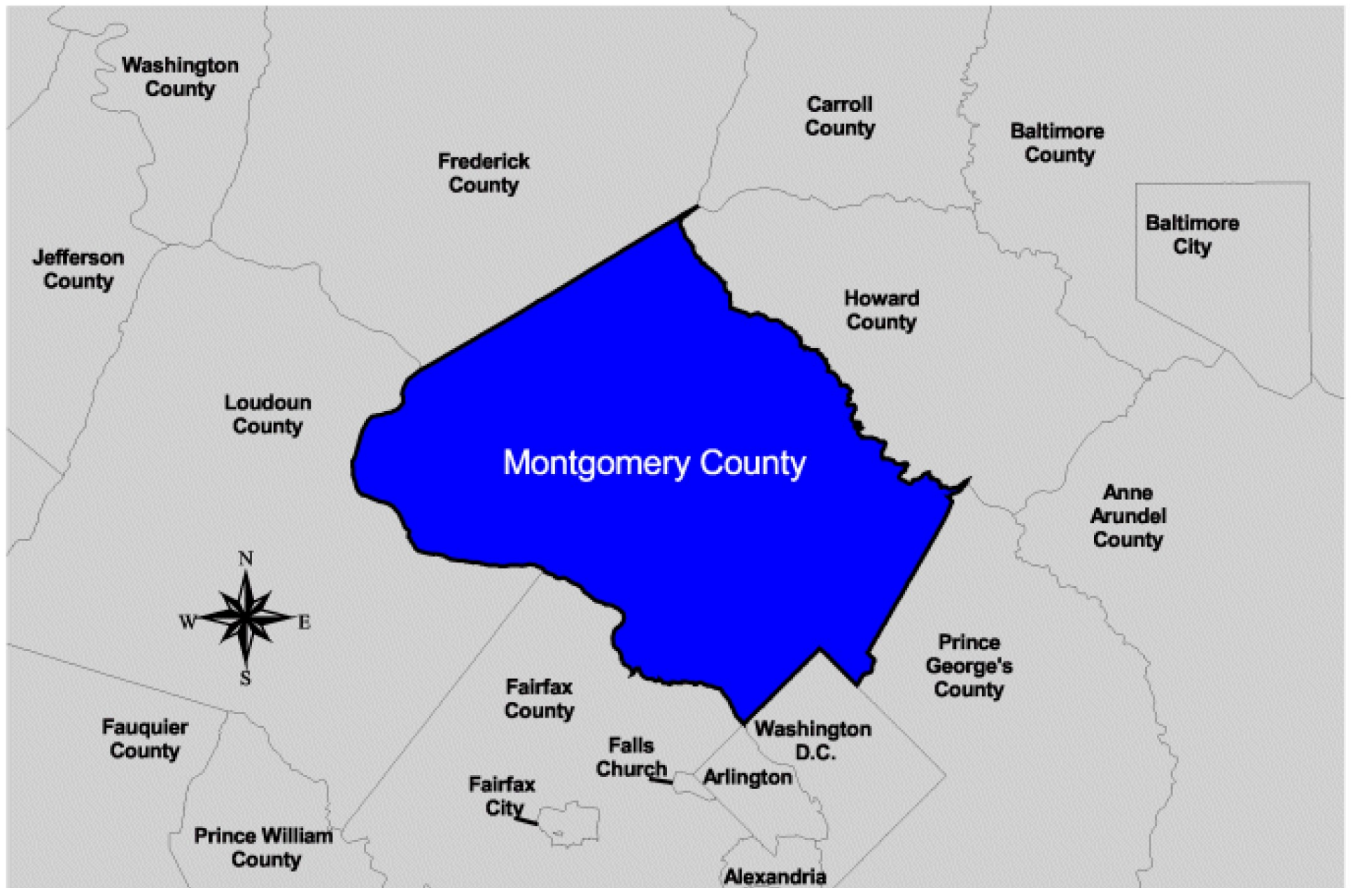 Washington
County
Carroll
County
Baltimore
County
Frederick
County
Baltimore
City
Jefferson
County
Howard
County
Loudoun
County
Montgomery County
Anne
Arundel
County
N
W
E
S
Prince
George's
County
Fairfax
County
Fauquier
County
Washington
D.C.
Falls
Church
Arlington
Fairfax
City
Prince William
County
Alexandria